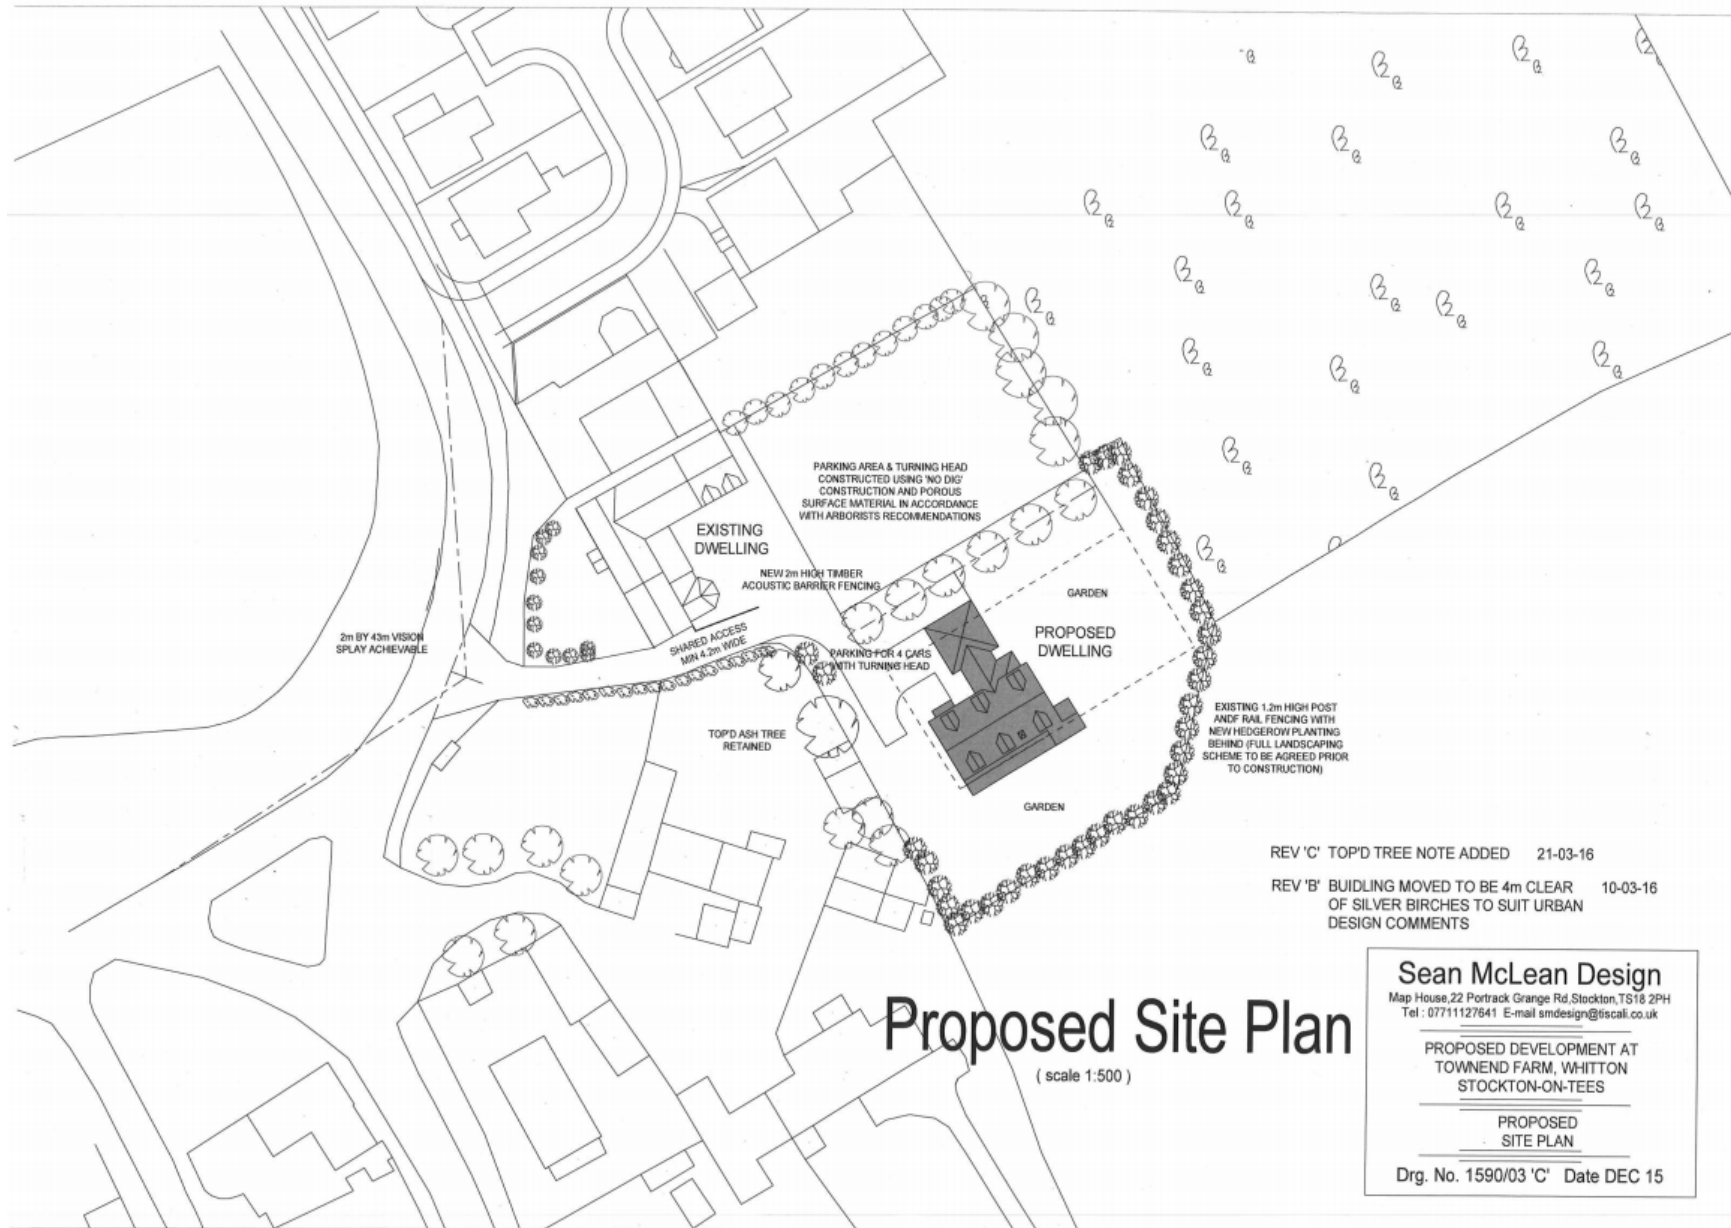 PARKING AREA & TURNING HEAD
CONSTRUCTED USING 'NO DIG'
CONSTRUCTION AND POROUS
SURFACE MATERIAL IN ACCORDANCE
WITH ARBORISTS RECOMMENDATIONS
EXISTING
DWELLING
NEW 2m HIGH TIMBER
ACOUSTIC BARRIER FENCING
GARDEN
PROPOSED
DWELLING
2m BY 43m VISION
SPLAY ACHIEVABLE
SHARED ACCESS
MIN 4.2m WIDE
PARKING FOR 4 CARS
WITH TURNING HEAD
TOP'D ASH TREE
RETAINED
EXISTING 1.2m HIGH POST
ANDF RAIL FENCING WITH
NEW HEDGEROW PLANTING
BEHIND (FULL LANDSCAPING
SCHEME TO BE AGREED PRIOR
TO CONSTRUCTION)
GARDEN
REV 'C' TOP'D TREE NOTE ADDED 21-03-16
REV 'B' BUIDLING MOVED TO BE 4m CLEAR 10-03-16
OF SILVER BIRCHES TO SUIT URBAN
DESIGN COMMENTS
Proposed Site Plan
( scale 1:500 )
Sean McLean Design
Map House,22 Portrack Grange Rd,Stockton,TS18 2PH
Tel : 07711127641 E-mail smdesign@tiscali.co.uk
PROPOSED DEVELOPMENT AT
TOWNEND FARM, WHITTON
STOCKTON-ON-TEES
PROPOSED
SITE PLAN
Drg. No. 1590/03 'C' Date DEC 15